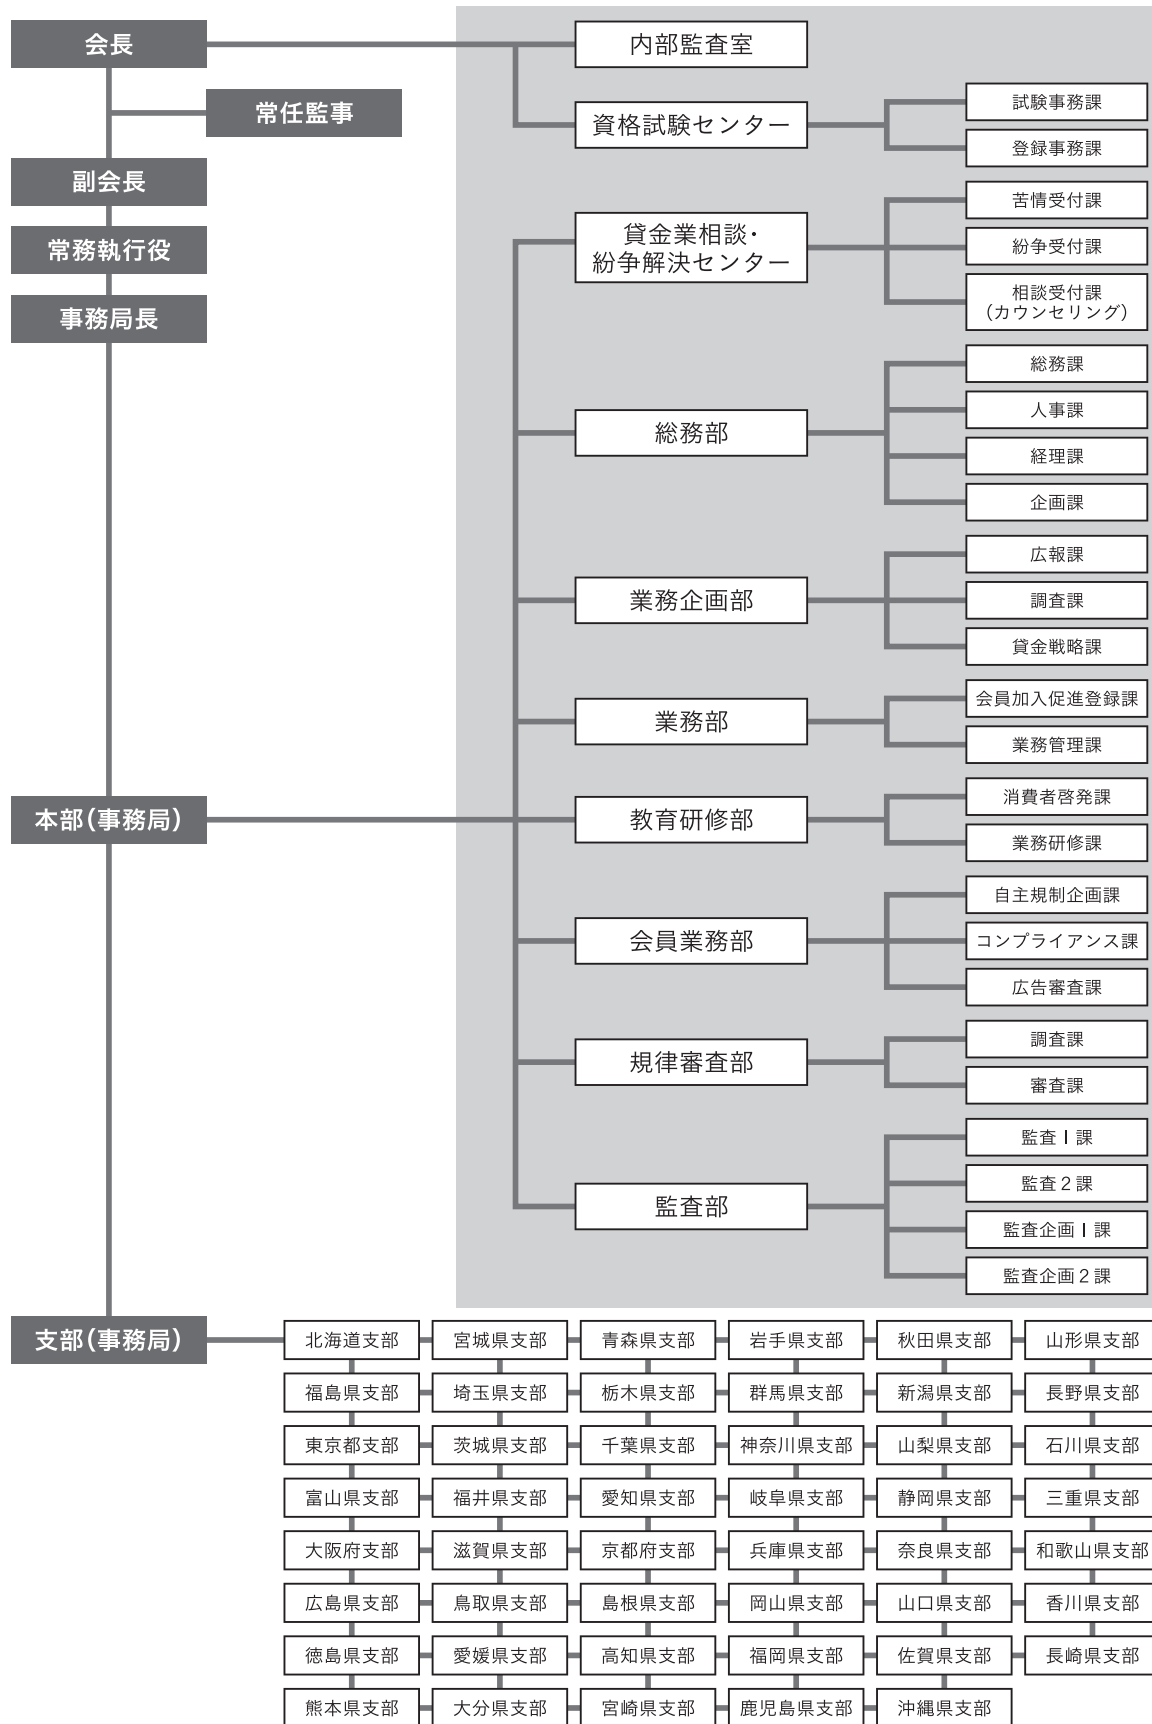 会長
常任監事
副会長
常務執行役
事務局長
内部監査室
資格試験センター
試験事務課
登録事務課
貸金業相談・
紛争解決センター
苦情受付課
紛争受付課
相談受付課
（カウンセリング）
総務部
総務課
人事課
経理課
企画課
業務企画部
広報課
調査課
貸金戦略課
業務部
会員加入促進登録課
業務管理課
本部（事務局）
教育研修部
消費者啓発課
業務研修課
会員業務部
自主規制企画課
コンプライアンス課
広告審査課
規律審査部
調査課
審査課
監査部
監査1課
監査2課
監査企画1課
監査企画2課
支部（事務局）
北海道支部 宮城県支部 青森県支部 岩手県支部 秋田県支部 山形県支部
福島県支部 埼玉県支部 栃木県支部 群馬県支部 新潟県支部 長野県支部
東京都支部 茨城県支部 千葉県支部 神奈川県支部 山梨県支部 石川県支部
富山県支部 福井県支部 愛知県支部 岐阜県支部 静岡県支部 三重県支部
大阪府支部 滋賀県支部 京都府支部 兵庫県支部 奈良県支部 和歌山県支部
広島県支部 鳥取県支部 島根県支部 岡山県支部 山口県支部 香川県支部
徳島県支部 愛媛県支部 高知県支部 福岡県支部 佐賀県支部 長崎県支部
熊本県支部 大分県支部 宮崎県支部 鹿児島県支部 沖縄県支部